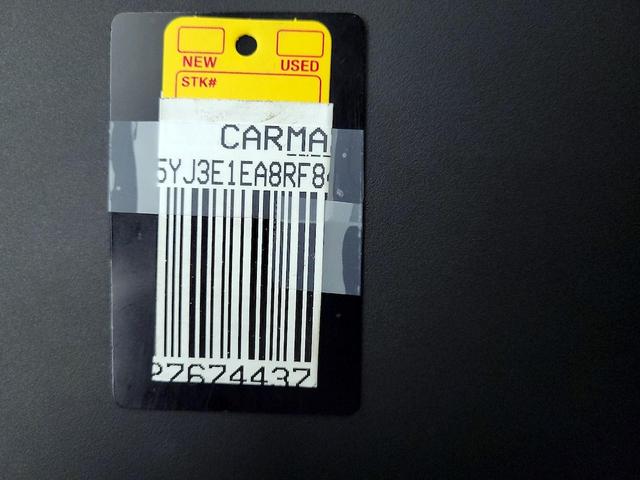 NEW USED
STK#
CARMA
5YJ3E1EA8RF8
27674437